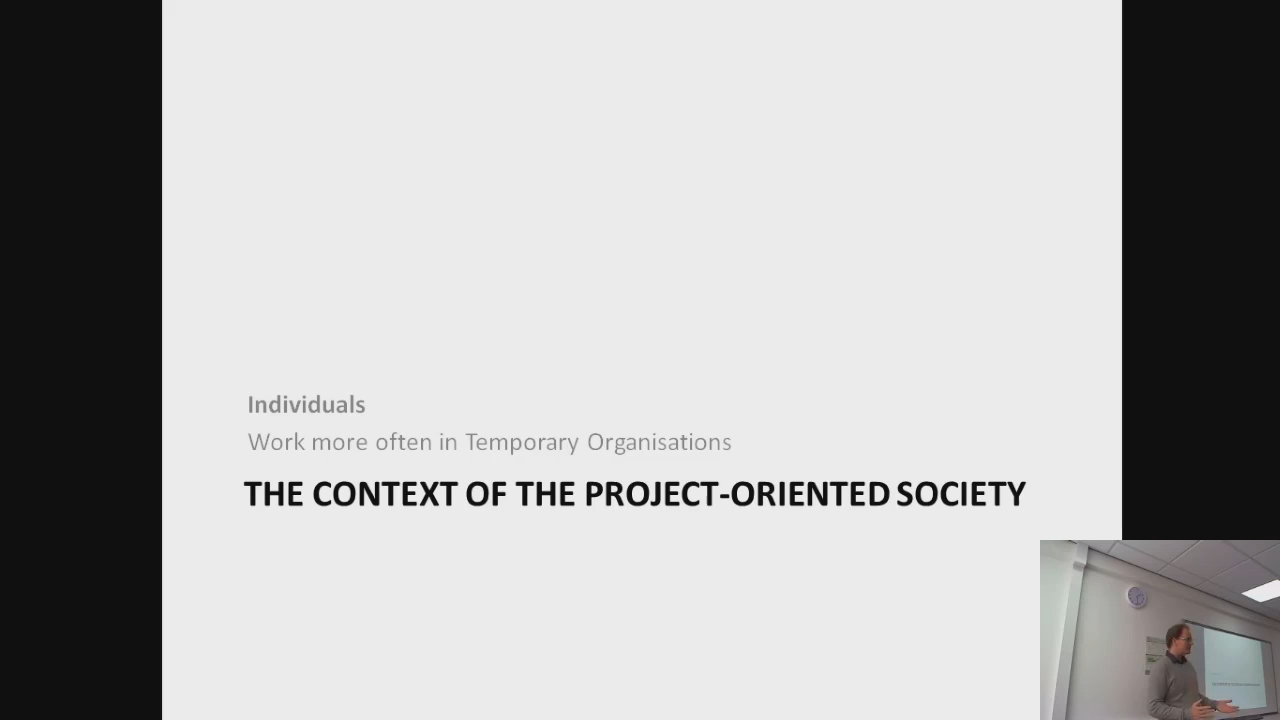 Individuals
Work more often in Temporary Organisations
THE CONTEXT OF THE PROJECT-ORIENTED SOCIETY